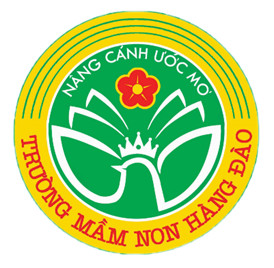 NÂNG CÁNH ƯỚC MƠ
TRƯỜNG MẦM NON HÀNG ĐÀO